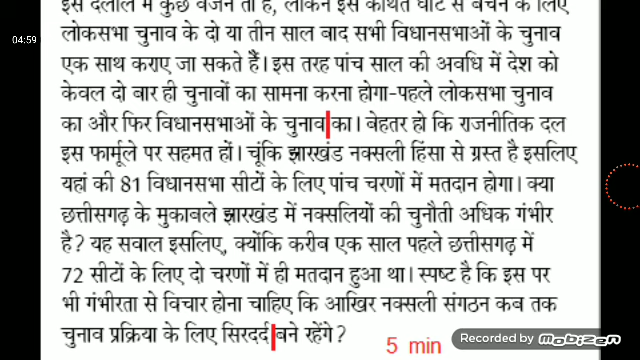 इस दलील में कुछ वजन तो है, लेकिन इस कथित घाटे से बचने के लिए
लोकसभा चुनाव के दो या तीन साल बाद सभी विधानसभाओं के चुनाव
04:59
एक साथ कराए जा सकते हैं। इस तरह पांच साल की अवधि में देश को
केवल दो बार ही चुनावों का सामना करना होगा-पहले लोकसभा चुनाव
का और फिर विधानसभाओं के चुनाव का। बेहतर हो कि राजनीतिक दल
इस फार्मूले पर सहमत हों। चूंकि झारखंड नक्सली हिंसा से ग्रस्त है इसलिए
यहां की 81 विधानसभा सीटों के लिए पांच चरणों में मतदान होगा। क्या
छत्तीसगढ़ के मुकाबले झारखंड में नक्सलियों की चुनौती अधिक गंभीर
है? यह सवाल इसलिए, क्योंकि करीब एक साल पहले छत्तीसगढ़ में
72 सीटों के लिए दो चरणों में ही मतदान हुआ था। स्पष्ट है कि इस पर
भी गंभीरता से विचार होना चाहिए कि आखिर नक्सली संगठन कब तक
चुनाव प्रक्रिया के लिए सिरदर्द बने रहेंगे?
5 min
Recorded by mobizen